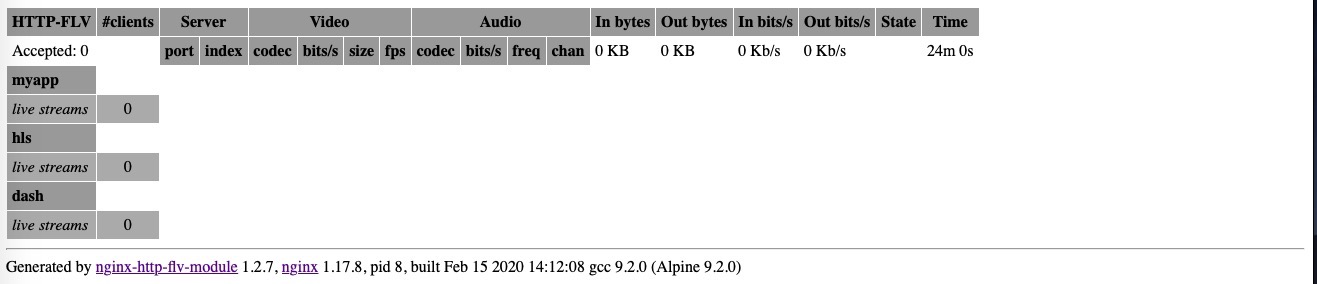 HTTP-FLV #clients Server Video Audio In bytes Out bytes In bits/s Out bits/s State Time
Accepted: 0 port index codec bits/s size fps codec bits/s freq chan 0 KB 0 KB 0 Kb/s 0 Kb/s 24m 0s
myapp
live streams 0
hls
live streams 0
dash
live streams 0
Generated by nginx-http-flv-module 1.2.7, nginx 1.17.8, pid 8, built Feb 15 2020 14:12:08 gcc 9.2.0 (Alpine 9.2.0)